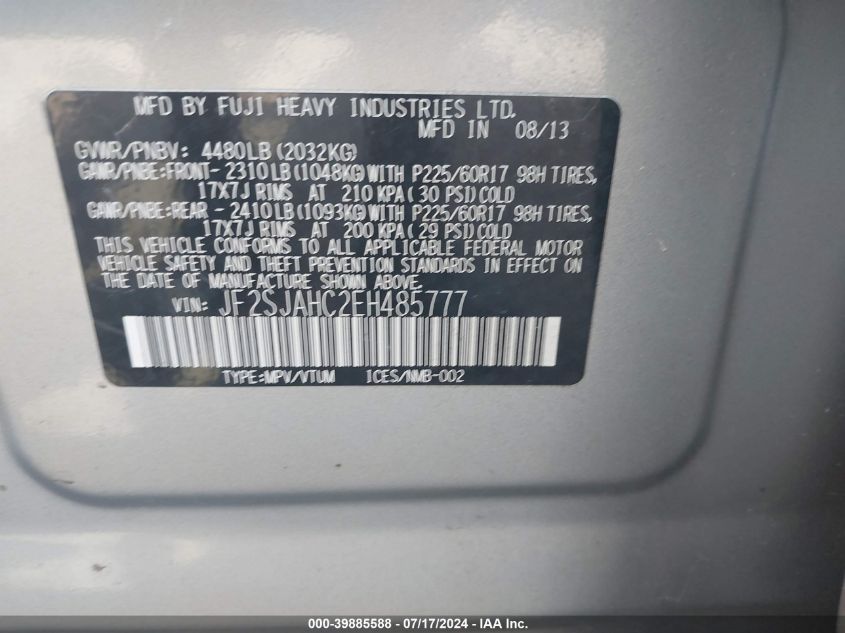 MFD BY FUJI HEAVY INDUSTRIES LTD.
MFD IN 08/13
GVWR/PNBV: 4480LB(2032KG)
GAWR/PNBE:FRONT- 2310LB(1048KG)WITH P225/60R17 98H TIRES,
17X7J RIMS AT 210 KPA( 30 PSI)COLD
GAWR/PNBE:REAR - 2410LB(1093KG)WITH P225/60R17 98H TIRES,
17X7J RIMS AT 200 KPA( 29 PSI)COLD
THIS VEHICLE CONFORMS TO ALL APPLICABLE FEDERAL MOTOR
VEHICLE SAFETY AND THEFT PREVENTION STANDARDS IN EFFECT ON
THE DATE OF MANUFACTURE SHOWN ABOVE.
VIN: JF2SJAHC2EH485777
TYPE:MPV/VTUM ICES/NMB-002
000-39885588 - 07/17/2024 - IAA Inc.